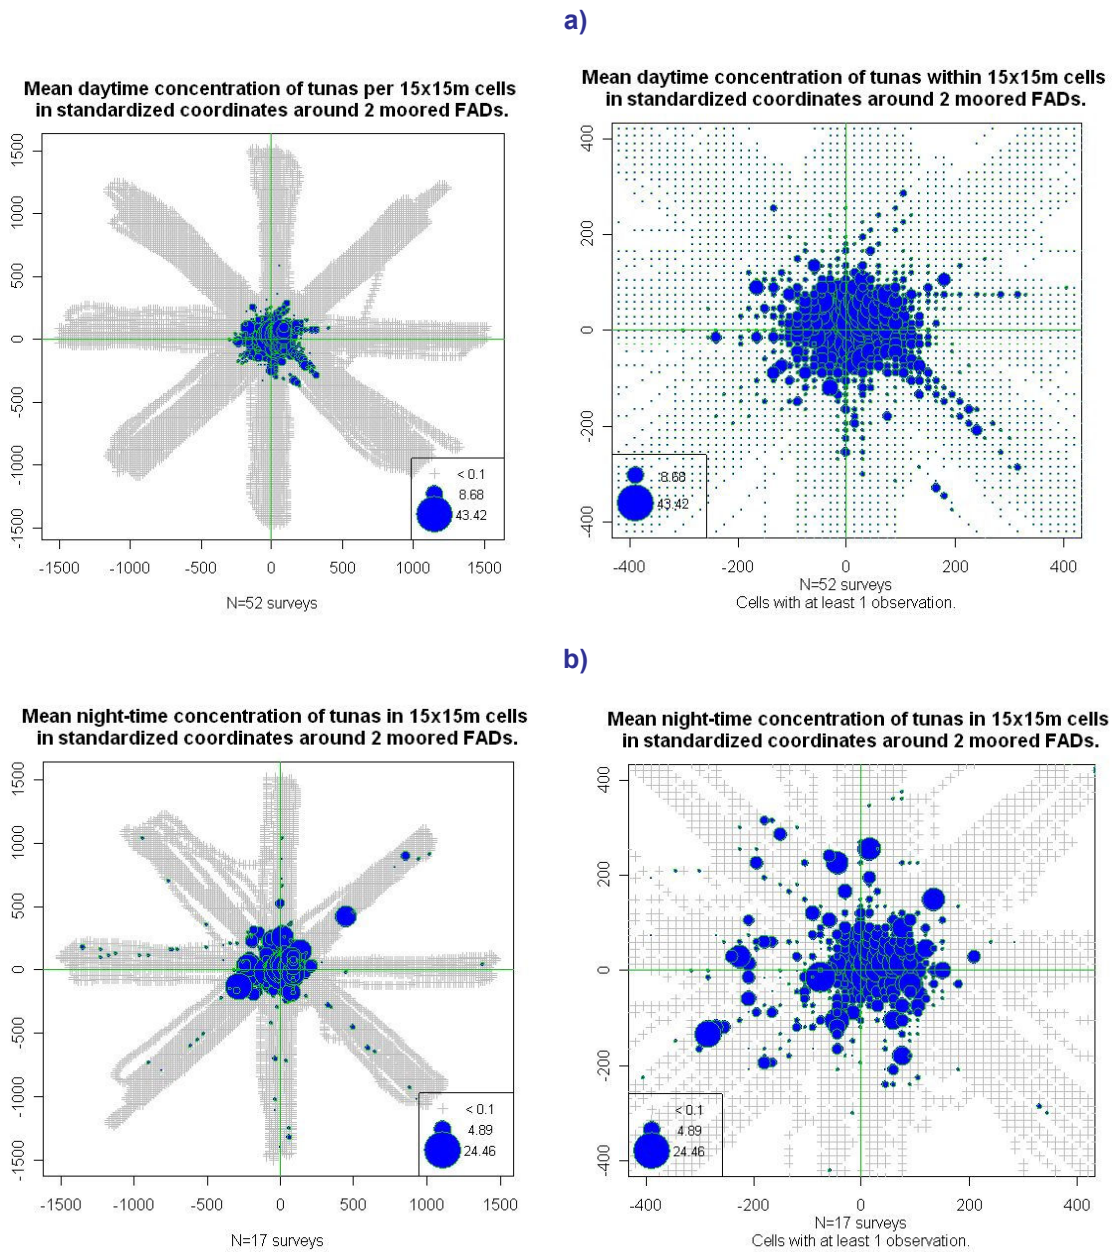 a)
Mean daytime concentration of tunas per 15x15m cells
in standardized coordinates around 2 moored FADs.
1500
1000
500
0
-500
-1000
-1500
< 0.1
8.68
43.42
-1500 -1000 -500 0 500 1000 1500
N=52 surveys
Mean daytime concentration of tunas within 15x15m cells
in standardized coordinates around 2 moored FADs.
400
200
0
-200
-400
8.68
43.42
-400 -200 0 200 400
N=52 surveys
Cells with at least 1 observation.
b)
Mean night-time concentration of tunas in 15x15m cells
in standardized coordinates around 2 moored FADs.
1500
1000
500
0
-500
-1000
-1500
< 0.1
4.89
24.46
-1500 -1000 -500 0 500 1000 1500
N=17 surveys
Mean night-time concentration of tunas in 15x15m cells
in standardized coordinates around 2 moored FADs.
400
200
0
-200
-400
< 0.1
4.89
24.46
-400 -200 0 200 400
N=17 surveys
Cells with at least 1 observation.